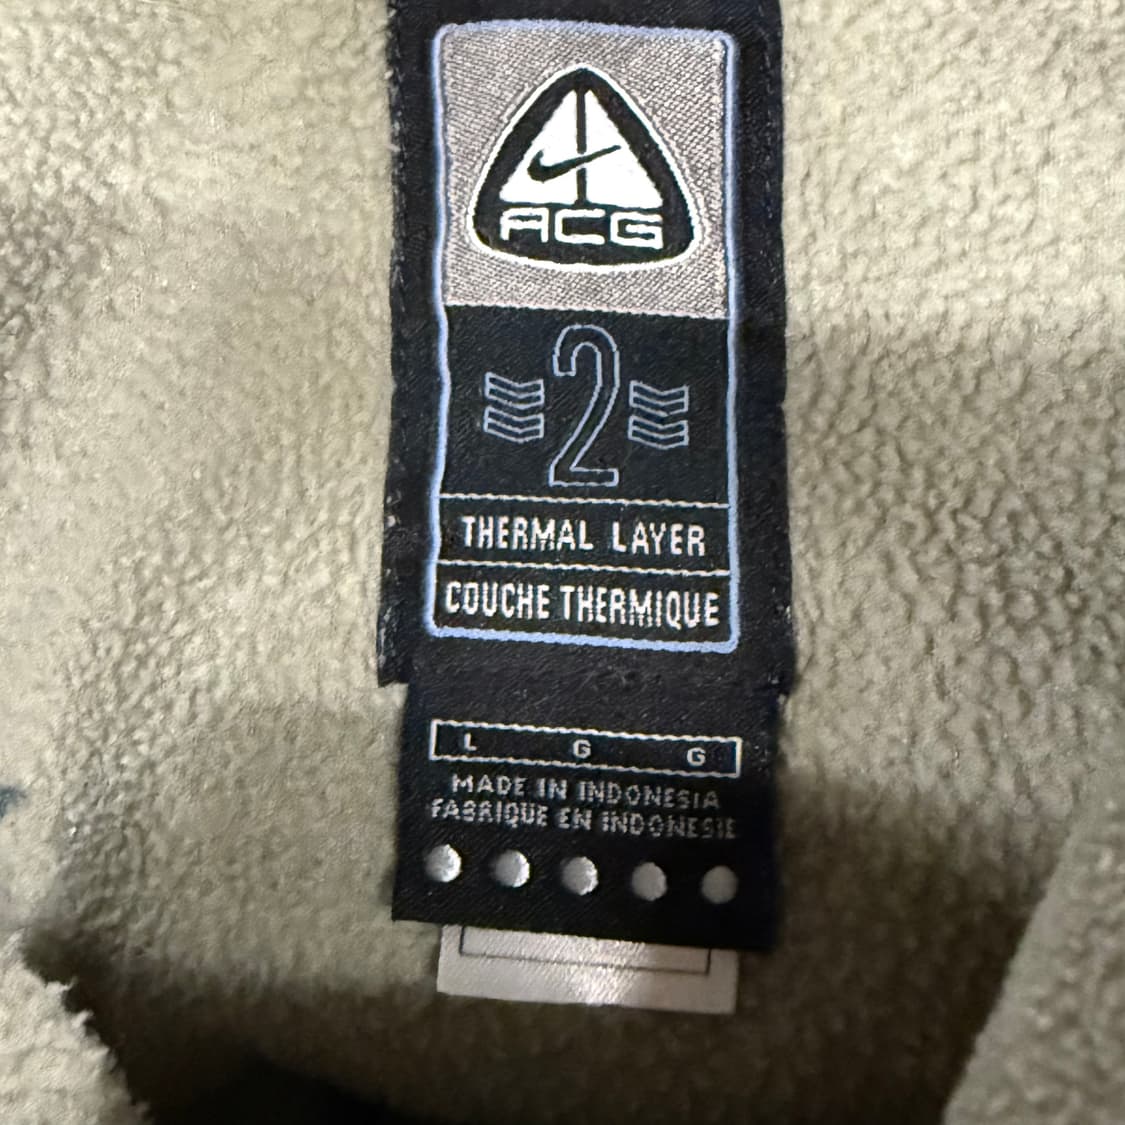 ACG
2
THERMAL LAYER
COUCHE THERMIQUE
L G G
MADE IN INDONESIA
FABRIQUE EN INDONESIE